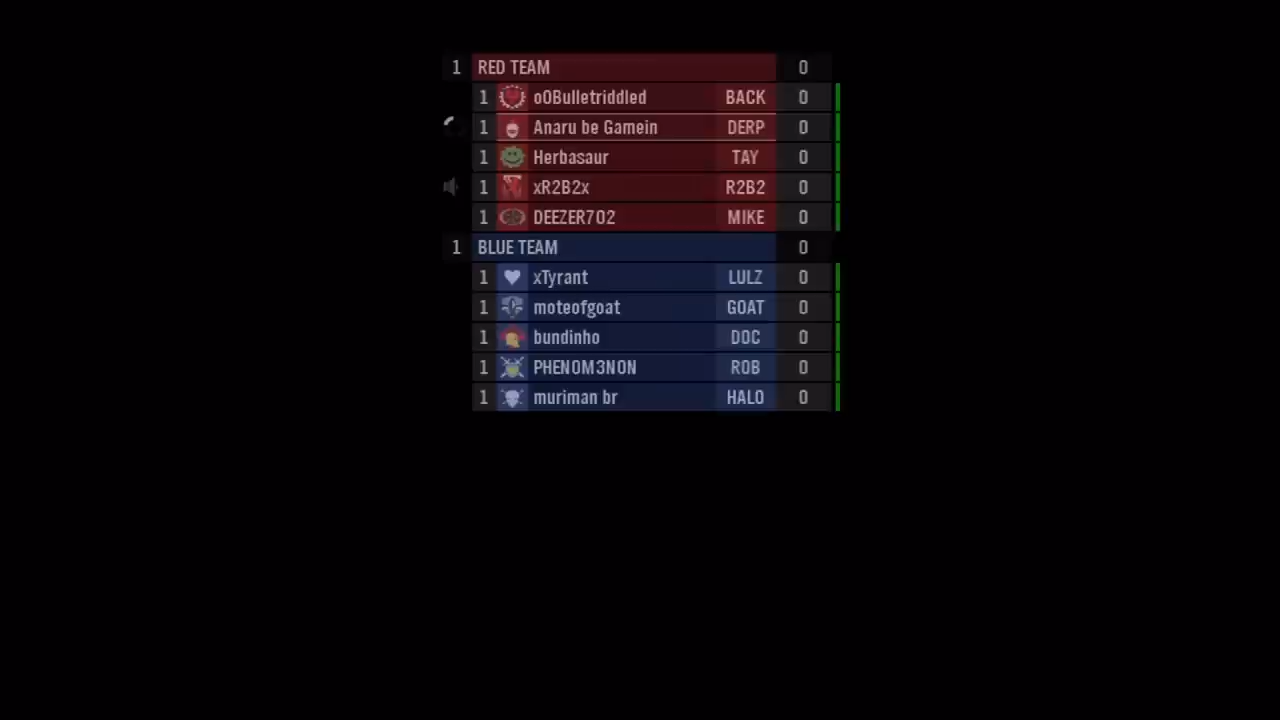 1 RED TEAM 0
1 oOBulletriddled BACK 0
1 Anaru be Gamein DERP 0
1 Herbasaur TAY 0
1 xR2B2x R2B2 0
1 DEEZER702 MIKE 0
1 BLUE TEAM 0
1 xTyrant LULZ 0
1 moteofgoat GOAT 0
1 bundinho DOC 0
1 PHENOM3NON ROB 0
1 muriman br HALO 0